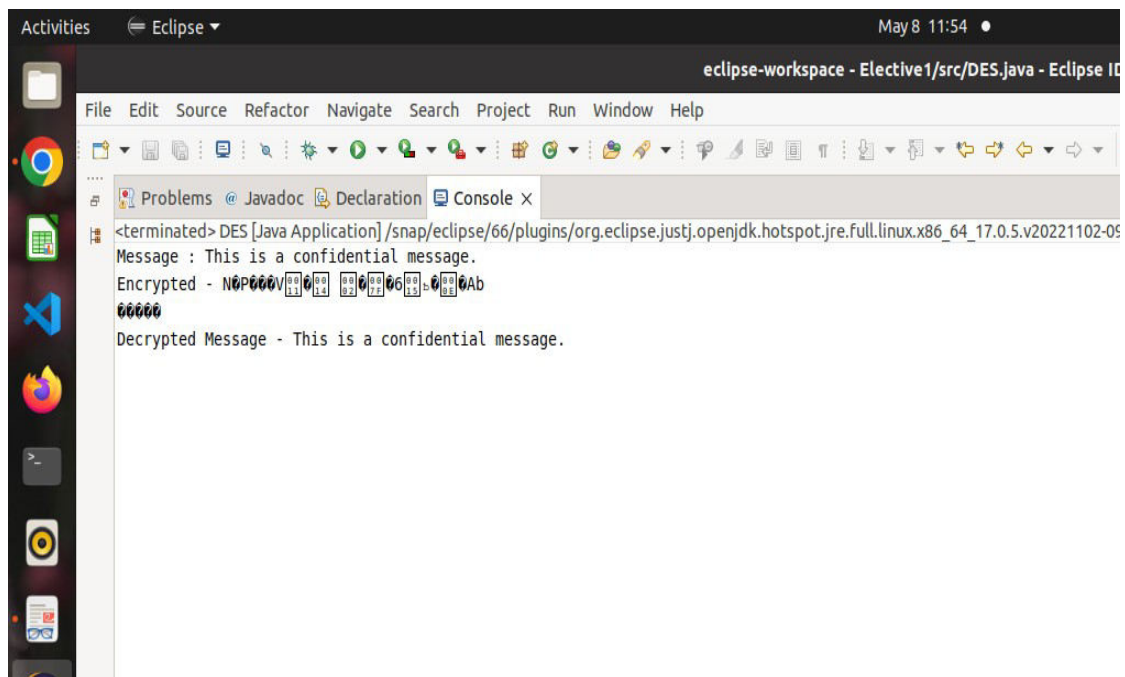 Activities Eclipse May 8 11:54
eclipse-workspace - Elective1/src/DES.java - Eclipse ID
File Edit Source Refactor Navigate Search Project Run Window Help
Problems @ Javadoc Declaration Console
<terminated> DES [Java Application] /snap/eclipse/66/plugins/org.eclipse.justj.openjdk.hotspot.jre.full.linux.x86_64_17.0.5.v20221102-09
Message : This is a confidential message.
Encrypted - N�P���V�� ���6ь��Ab
�����
Decrypted Message - This is a confidential message.